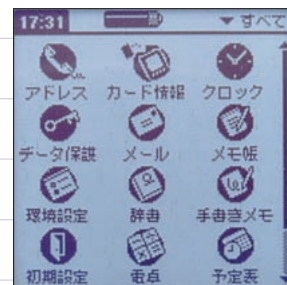 17:31 ▼ すべて
アドレス カード情報 クロック
データ保護 メール メモ帳
環境設定 辞書 手書きメモ
初期設定 電卓 予定表